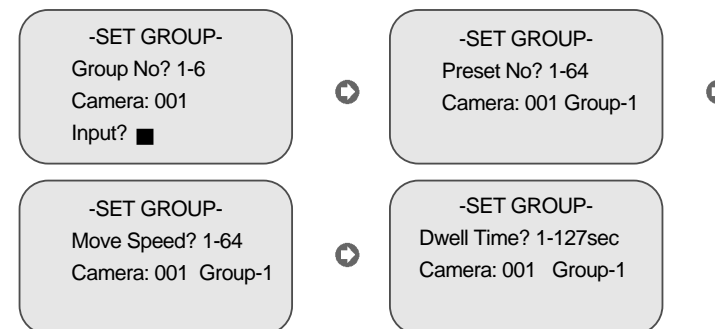 -SET GROUP-
Group No? 1-6
Camera: 001
Input?
-SET GROUP-
Preset No? 1-64
Camera: 001 Group-1
-SET GROUP-
Move Speed? 1-64
Camera: 001 Group-1
-SET GROUP-
Dwell Time? 1-127sec
Camera: 001 Group-1